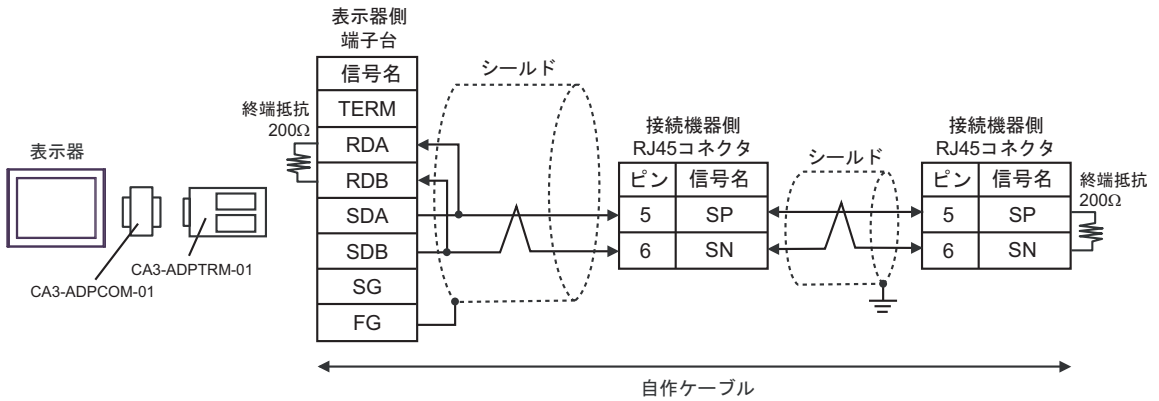 表示器
CA3-ADPCOM-01
CA3-ADPTRM-01
終端抵抗
200Ω
表示器側
端子台
信号名
TERM
RDA
RDB
SDA
SDB
SG
FG
シールド
接続機器側
RJ45コネクタ
ピン 信号名
5 SP
6 SN
シールド
接続機器側
RJ45コネクタ
ピン 信号名
5 SP
6 SN
終端抵抗
200Ω
自作ケーブル